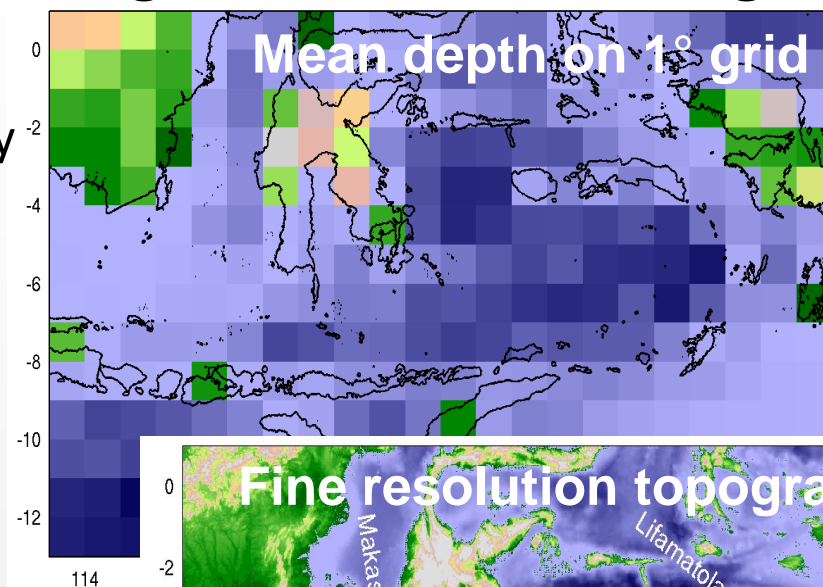 Mean depth on 1° grid
0
-2
-4
-6
-8
-10
-12
114
Fine resolution topogra
0
-2
Makas
Lifamatola
y